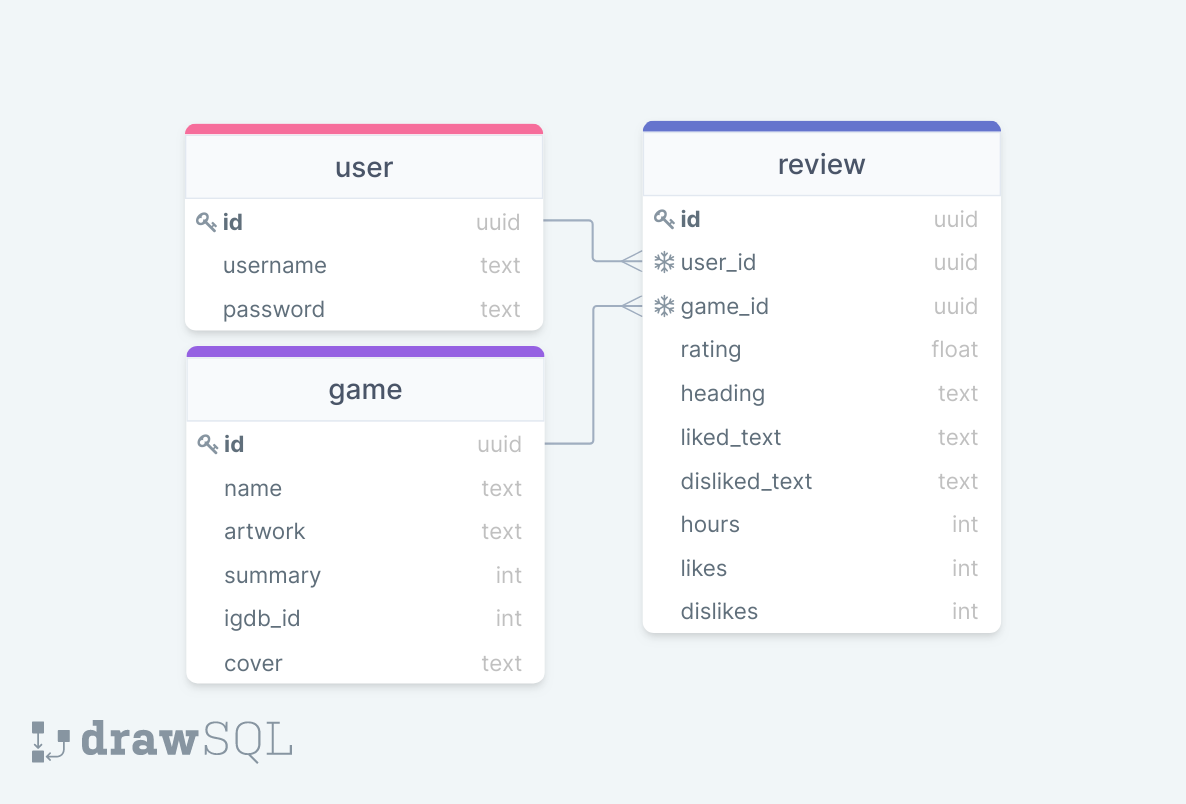 user
id uuid
username text
password text
game
id uuid
name text
artwork text
summary int
igdb_id int
cover text
review
id uuid
user_id uuid
game_id uuid
rating float
heading text
liked_text text
disliked_text text
hours int
likes int
dislikes int
drawSQL